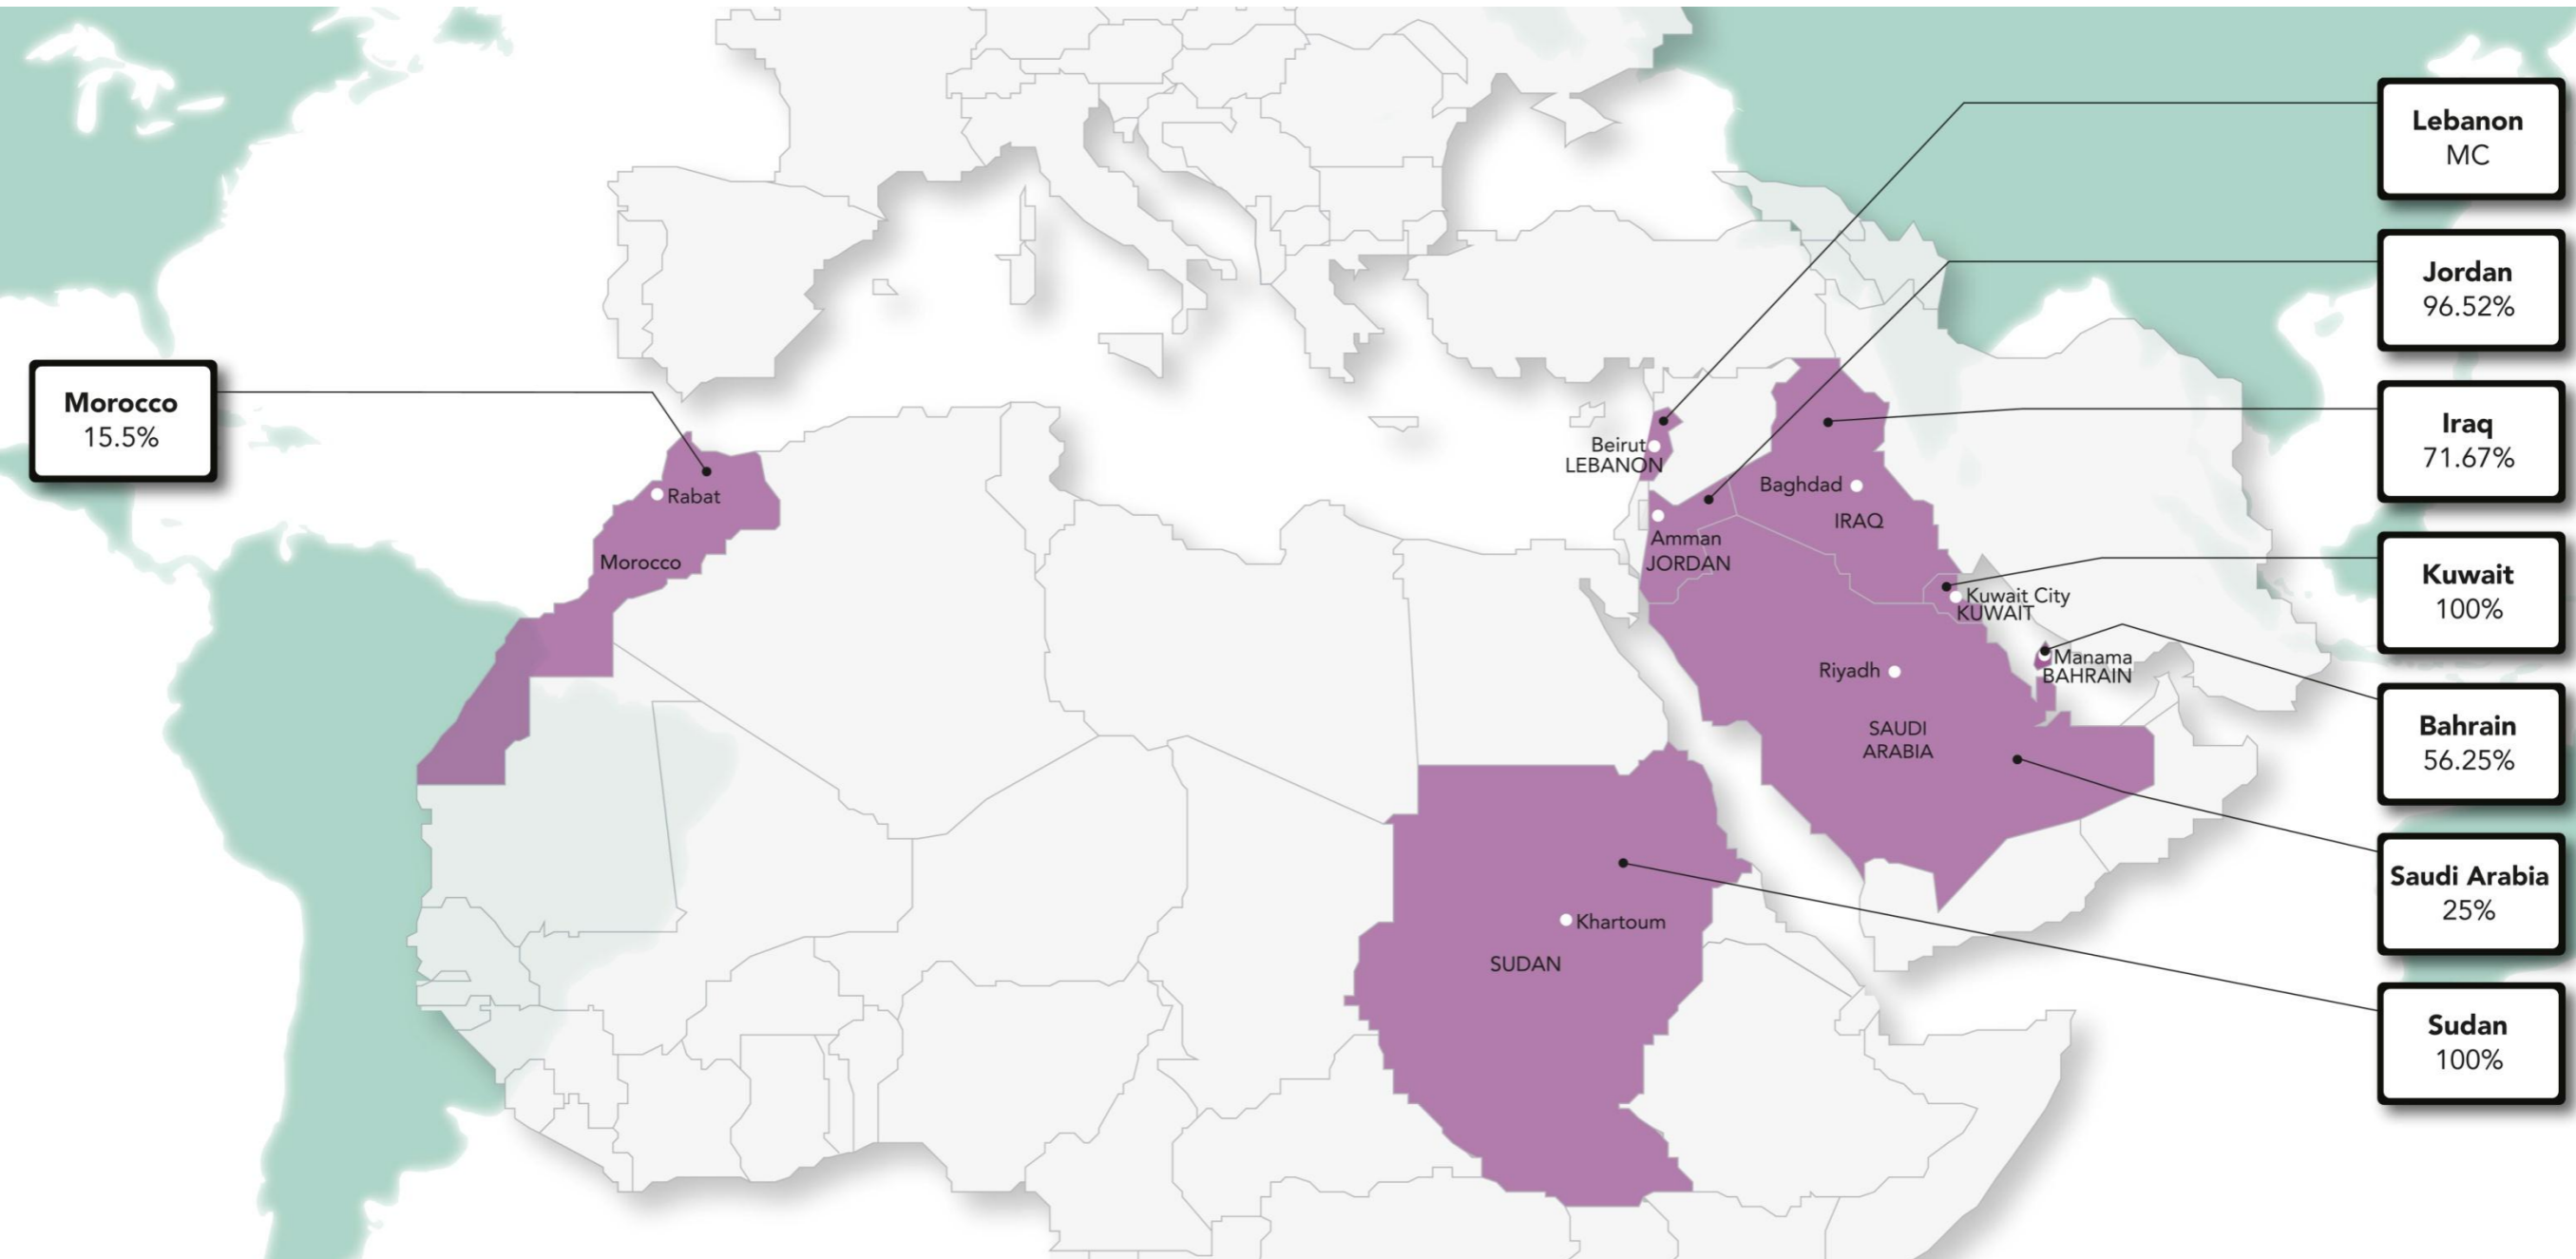 Lebanon
MC
Jordan
96.52%
Iraq
71.67%
Kuwait
100%
Bahrain
56.25%
Saudi Arabia
25%
Sudan
100%
Morocco
15.5%
Rabat
Morocco
Beirut
LEBANON
Baghdad
IRAQ
Amman
JORDAN
Kuwait City
KUWAIT
Manama
BAHRAIN
Riyadh
SAUDI
ARABIA
Khartoum
SUDAN